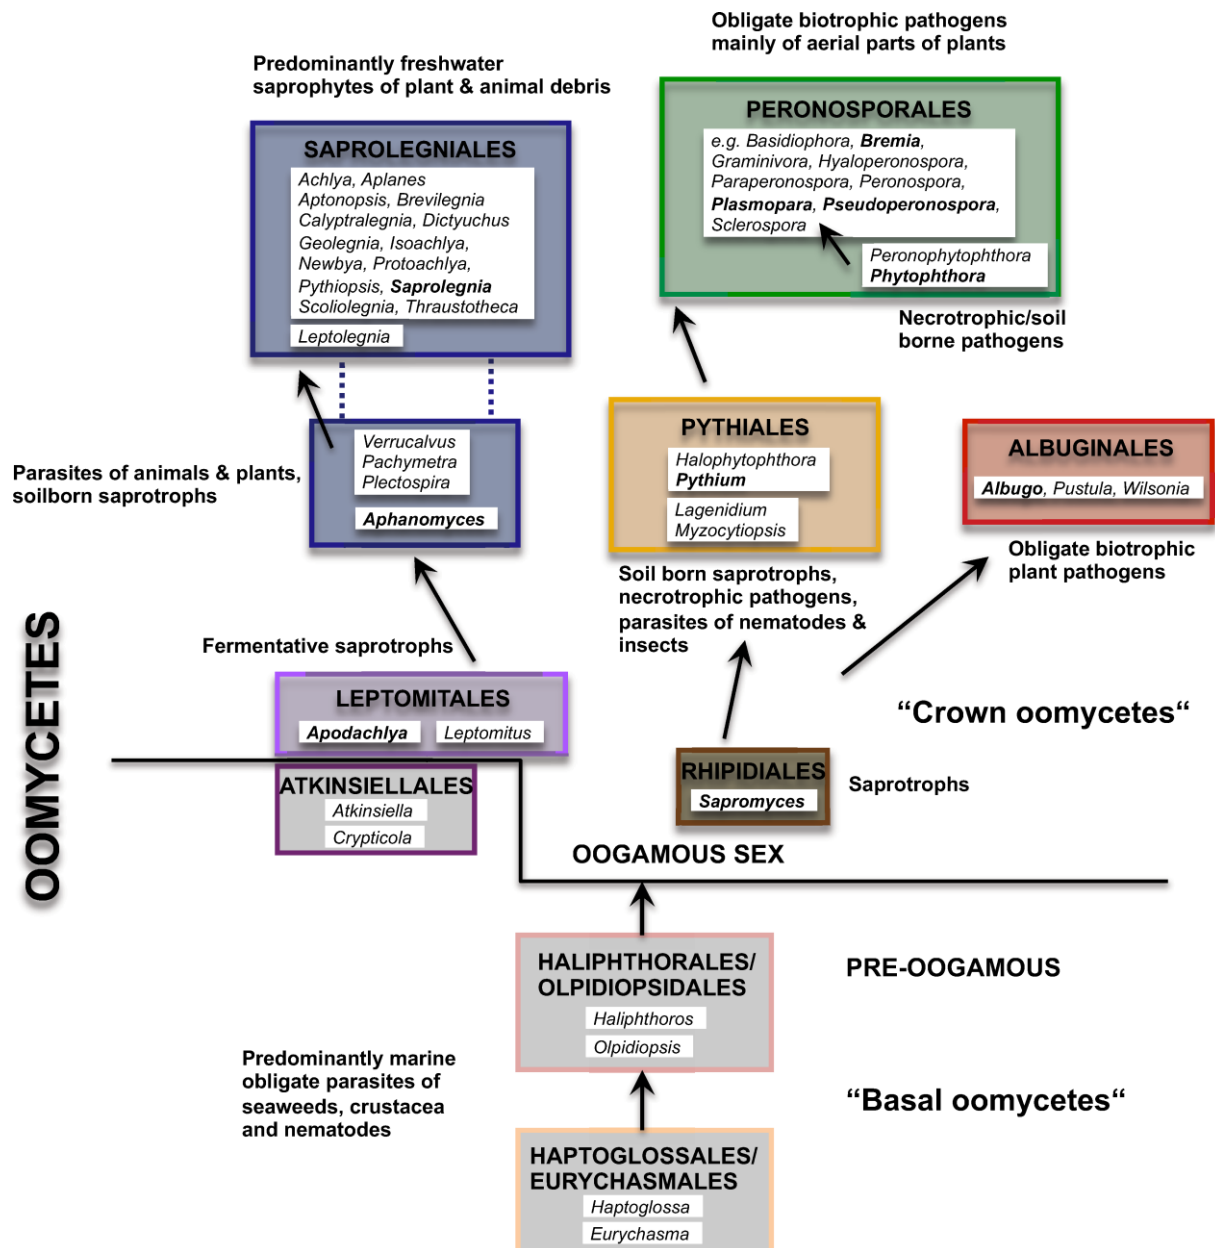 Obligate biotrophic pathogens
mainly of aerial parts of plants
Predominantly freshwater
saprophytes of plant & animal debris
PERONOSPORALES
e.g. Basidiophora, Bremia,
Graminivora, Hyaloperonospora,
Paraperonospora, Peronospora,
Plasmopara, Pseudoperonospora,
Sclerospora
Peronophytophthora
Phytophthora
Necrotrophic/soil
borne pathogens
SAPROLEGNIALES
Achlya, Aplanes
Aptonopsis, Brevilegnia
Calyptralegnia, Dictyuchus
Geolegnia, Isoachlya,
Newbya, Protoachlya,
Pythiopsis, Saprolegnia
Scoliolegnia, Thraustotheca
Leptolegnia
Verrucalvus
Pachymetra
Plectospira
Aphanomyces
Parasites of animals & plants,
soilborn saprotrophs
PYTHIALES
Halophytophthora
Pythium
Lagenidium
Myzocytiopsis
Soil born saprotrophs,
necrotrophic pathogens,
parasites of nematodes &
insects
ALBUGINALES
Albugo, Pustula, Wilsonia
Obligate biotrophic
plant pathogens
OOMYCETES
Fermentative saprotrophs
LEPTOMITALES
Apodachlya
Leptomitus
"Crown oomycetes"
ATKINSIELLALES
Atkinsiella
Crypticola
RHIPIDIALES
Sapromyces
Saprotrophs
OOGAMOUS SEX
HALIPHTHORALES/
OLPIDIOPSIDALES
Haliphthoros
Olpidiopsis
PRE-OOGAMOUS
Predominantly marine
obligate parasites of
seaweeds, crustacea
and nematodes
"Basal oomycetes"
HAPTOGLOSSALES/
EURYCHASMALES
Haptoglossa
Eurychasma